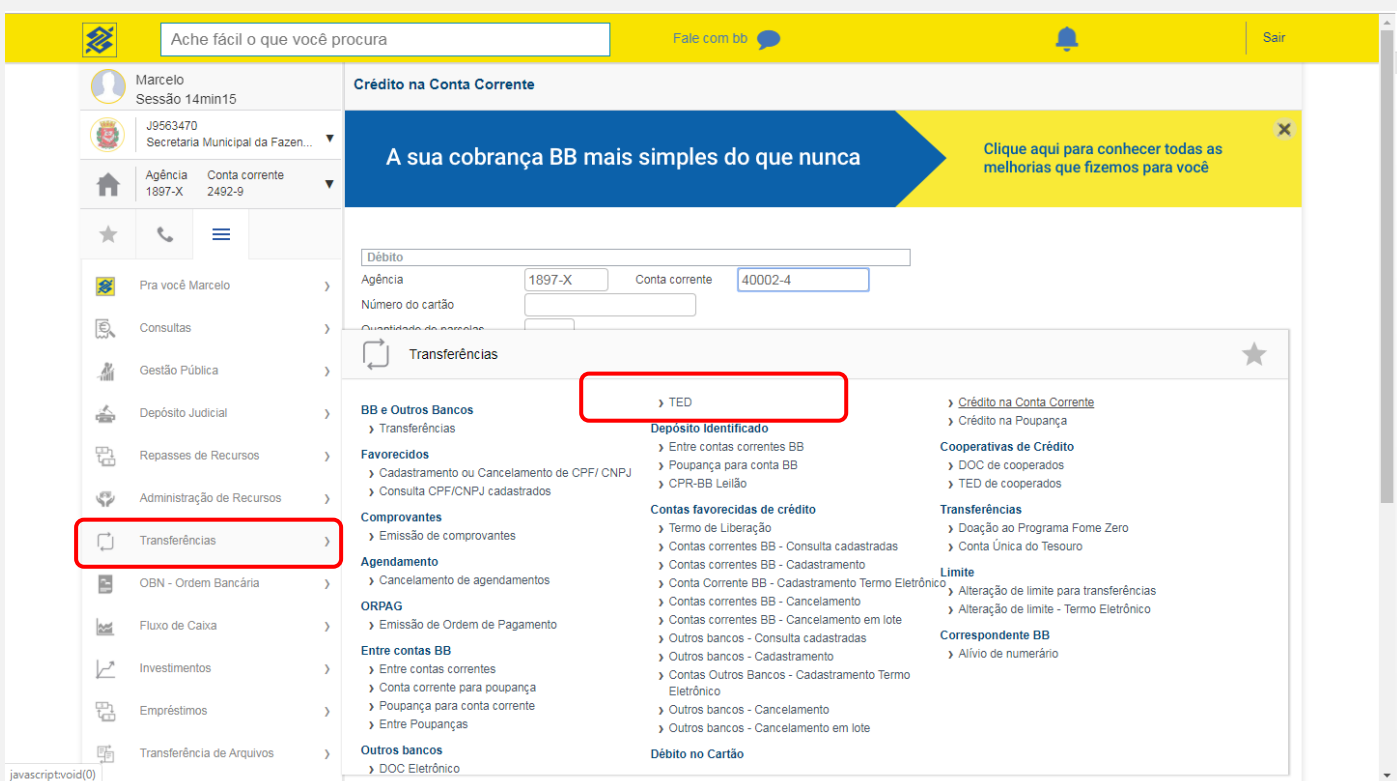 Ache fácil o que você procura
Fale com bb
Sair
Marcelo
Sessão 14min15
J9563470
Secretaria Municipal da Fazen...
Agência Conta corrente
1897-X 2492-9
Pra você Marcelo
Consultas
Gestão Pública
Depósito Judicial
Repasses de Recursos
Administração de Recursos
Transferências
OBN - Ordem Bancária
Fluxo de Caixa
Investimentos
Empréstimos
Transferência de Arquivos
javascript:void(0)
Crédito na Conta Corrente
A sua cobrança BB mais simples do que nunca
Clique aqui para conhecer todas as
melhorias que fizemos para você
Débito
Agência 1897-X Conta corrente 40002-4
Número do cartão
Quantidade de parcelas
Transferências
BB e Outros Bancos
Transferências
Favorecidos
Cadastramento ou Cancelamento de CPF/ CNPJ
Consulta CPF/CNPJ cadastrados
Comprovantes
Emissão de comprovantes
Agendamento
Cancelamento de agendamentos
ORPAG
Emissão de Ordem de Pagamento
Entre contas BB
Entre contas correntes
Conta corrente para poupança
Poupança para conta corrente
Entre Poupanças
Outros bancos
DOC Eletrônico
TED
Depósito Identificado
Entre contas correntes BB
Poupança para conta BB
CPR-BB Leilão
Contas favorecidas de crédito
Termo de Liberação
Contas correntes BB - Consulta cadastradas
Contas correntes BB - Cadastramento
Conta Corrente BB - Cadastramento Termo Eletrônico
Contas correntes BB - Cancelamento
Contas correntes BB - Cancelamento em lote
Outros bancos - Consulta cadastradas
Outros bancos - Cadastramento
Contas Outros Bancos - Cadastramento Termo
Eletrônico
Outros bancos - Cancelamento
Outros bancos - Cancelamento em lote
Débito no Cartão
Crédito na Conta Corrente
Crédito na Poupança
Cooperativas de Crédito
DOC de cooperados
TED de cooperados
Transferências
Doação ao Programa Fome Zero
Conta Única do Tesouro
Limite
Alteração de limite para transferências
Alteração de limite - Termo Eletrônico
Correspondente BB
Alívio de numerário